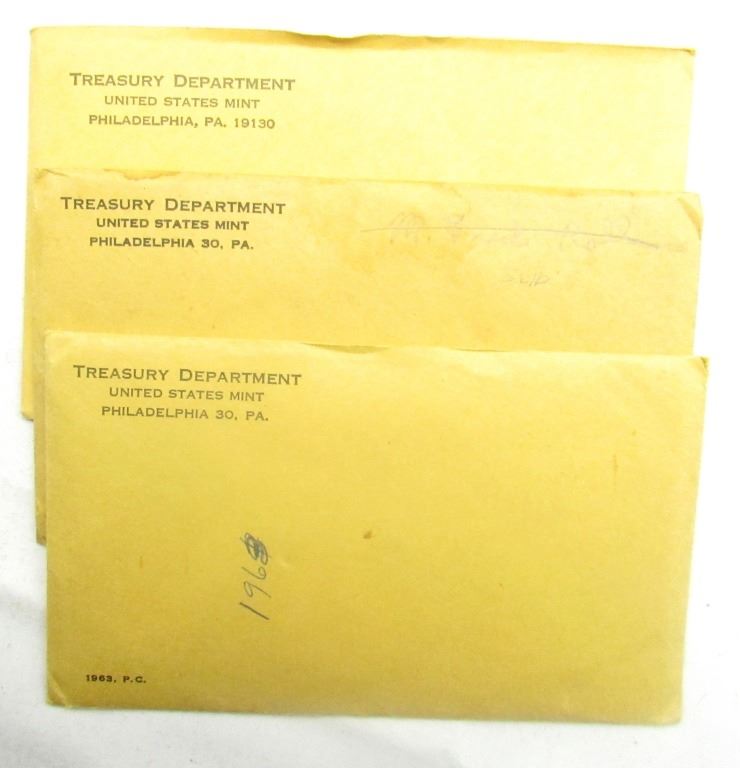 TREASURY DEPARTMENT
UNITED STATES MINT
PHILADELPHIA, PA. 19130
TREASURY DEPARTMENT
UNITED STATES MINT
PHILADELPHIA 30, PA.
TREASURY DEPARTMENT
UNITED STATES MINT
PHILADELPHIA 30, PA.
1963, P.C.